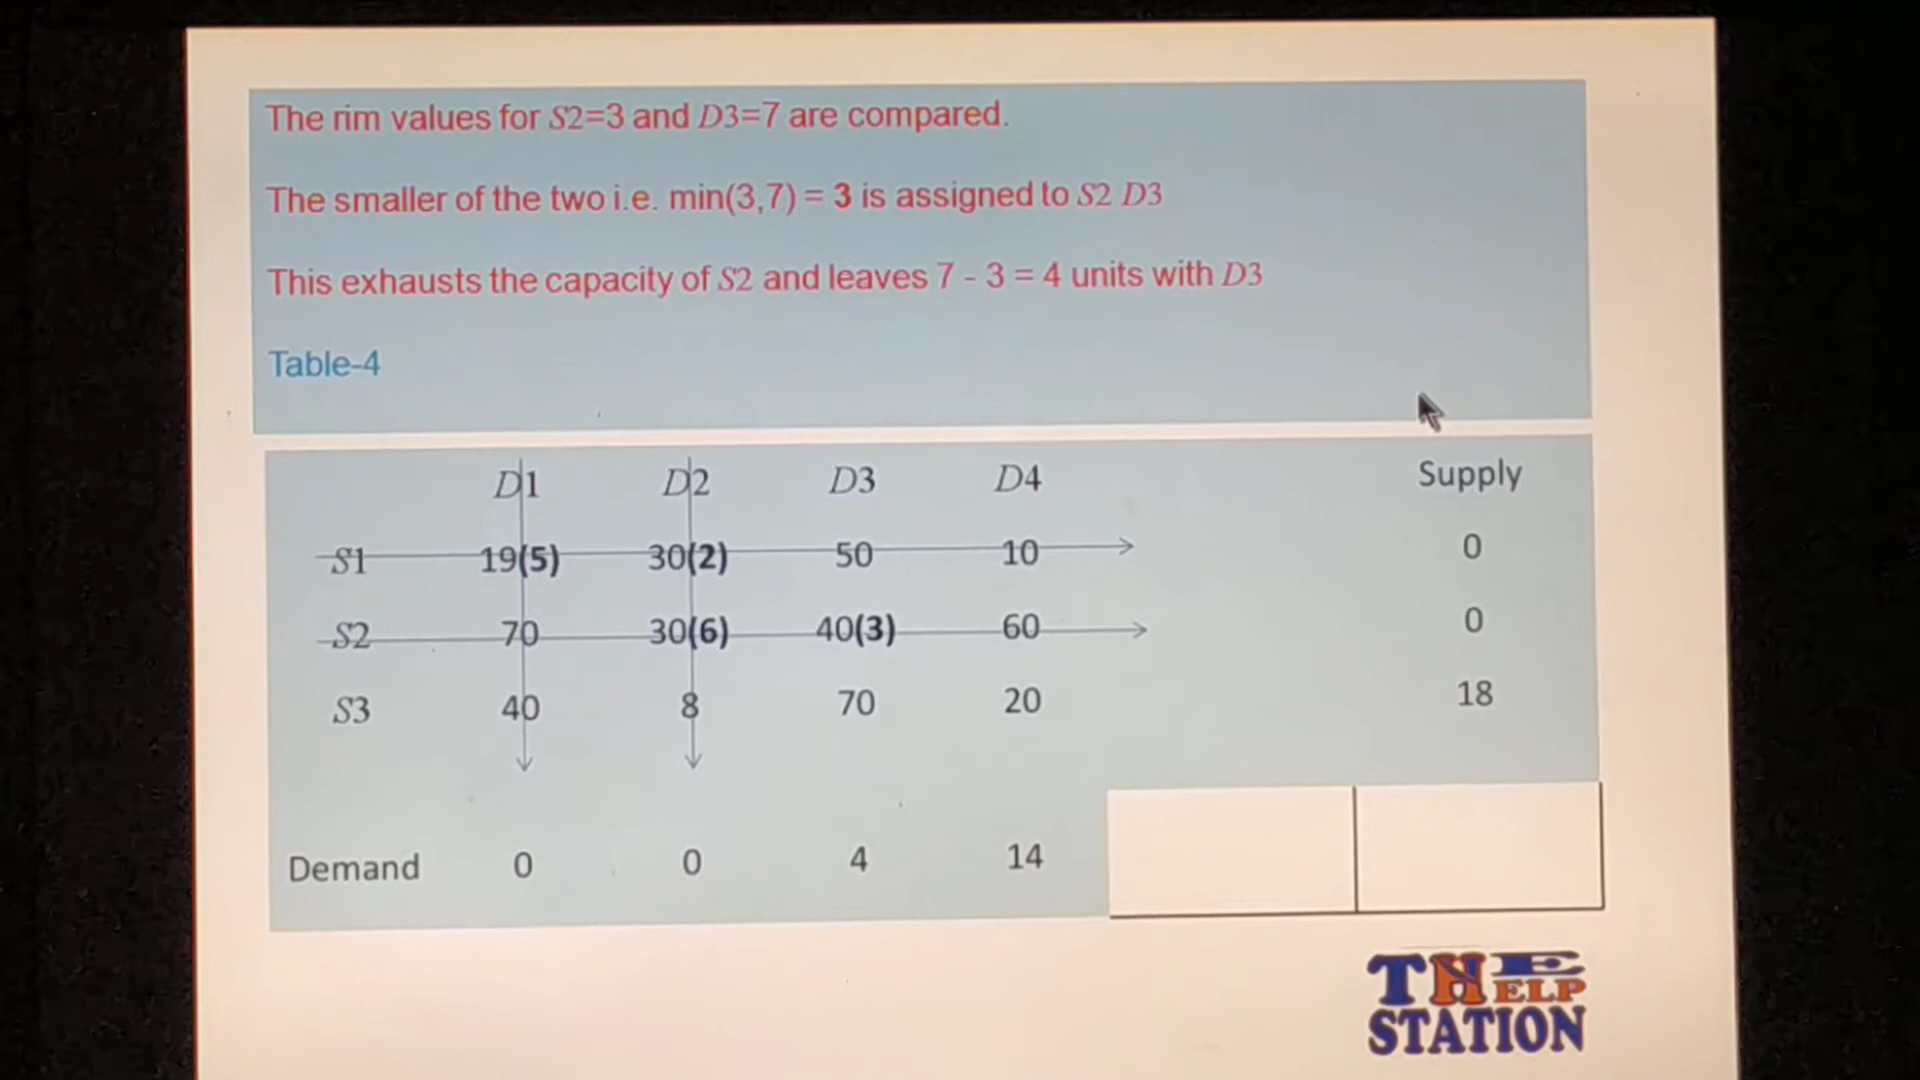 The rim values for S2=3 and D3=7 are compared.
The smaller of the two i.e. min(3,7) = 3 is assigned to S2 D3
This exhausts the capacity of S2 and leaves 7 - 3 = 4 units with D3
Table-4
D1 D2 D3 D4 Supply
S1 19(5) 30(2) 50 10 0
S2 70 30(6) 40(3) 60 0
S3 40 8 70 20 18
Demand 0 0 4 14
THE
HELP
STATION